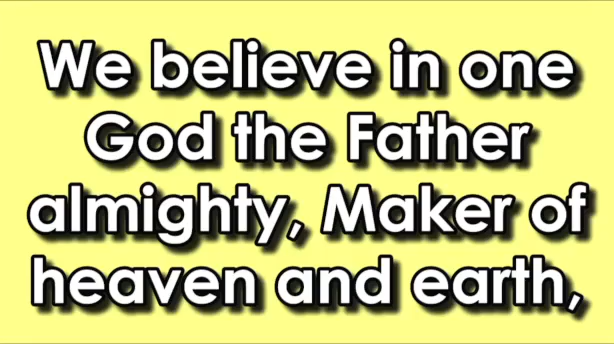 We believe in one
God the Father
almighty, Maker of
heaven and earth,